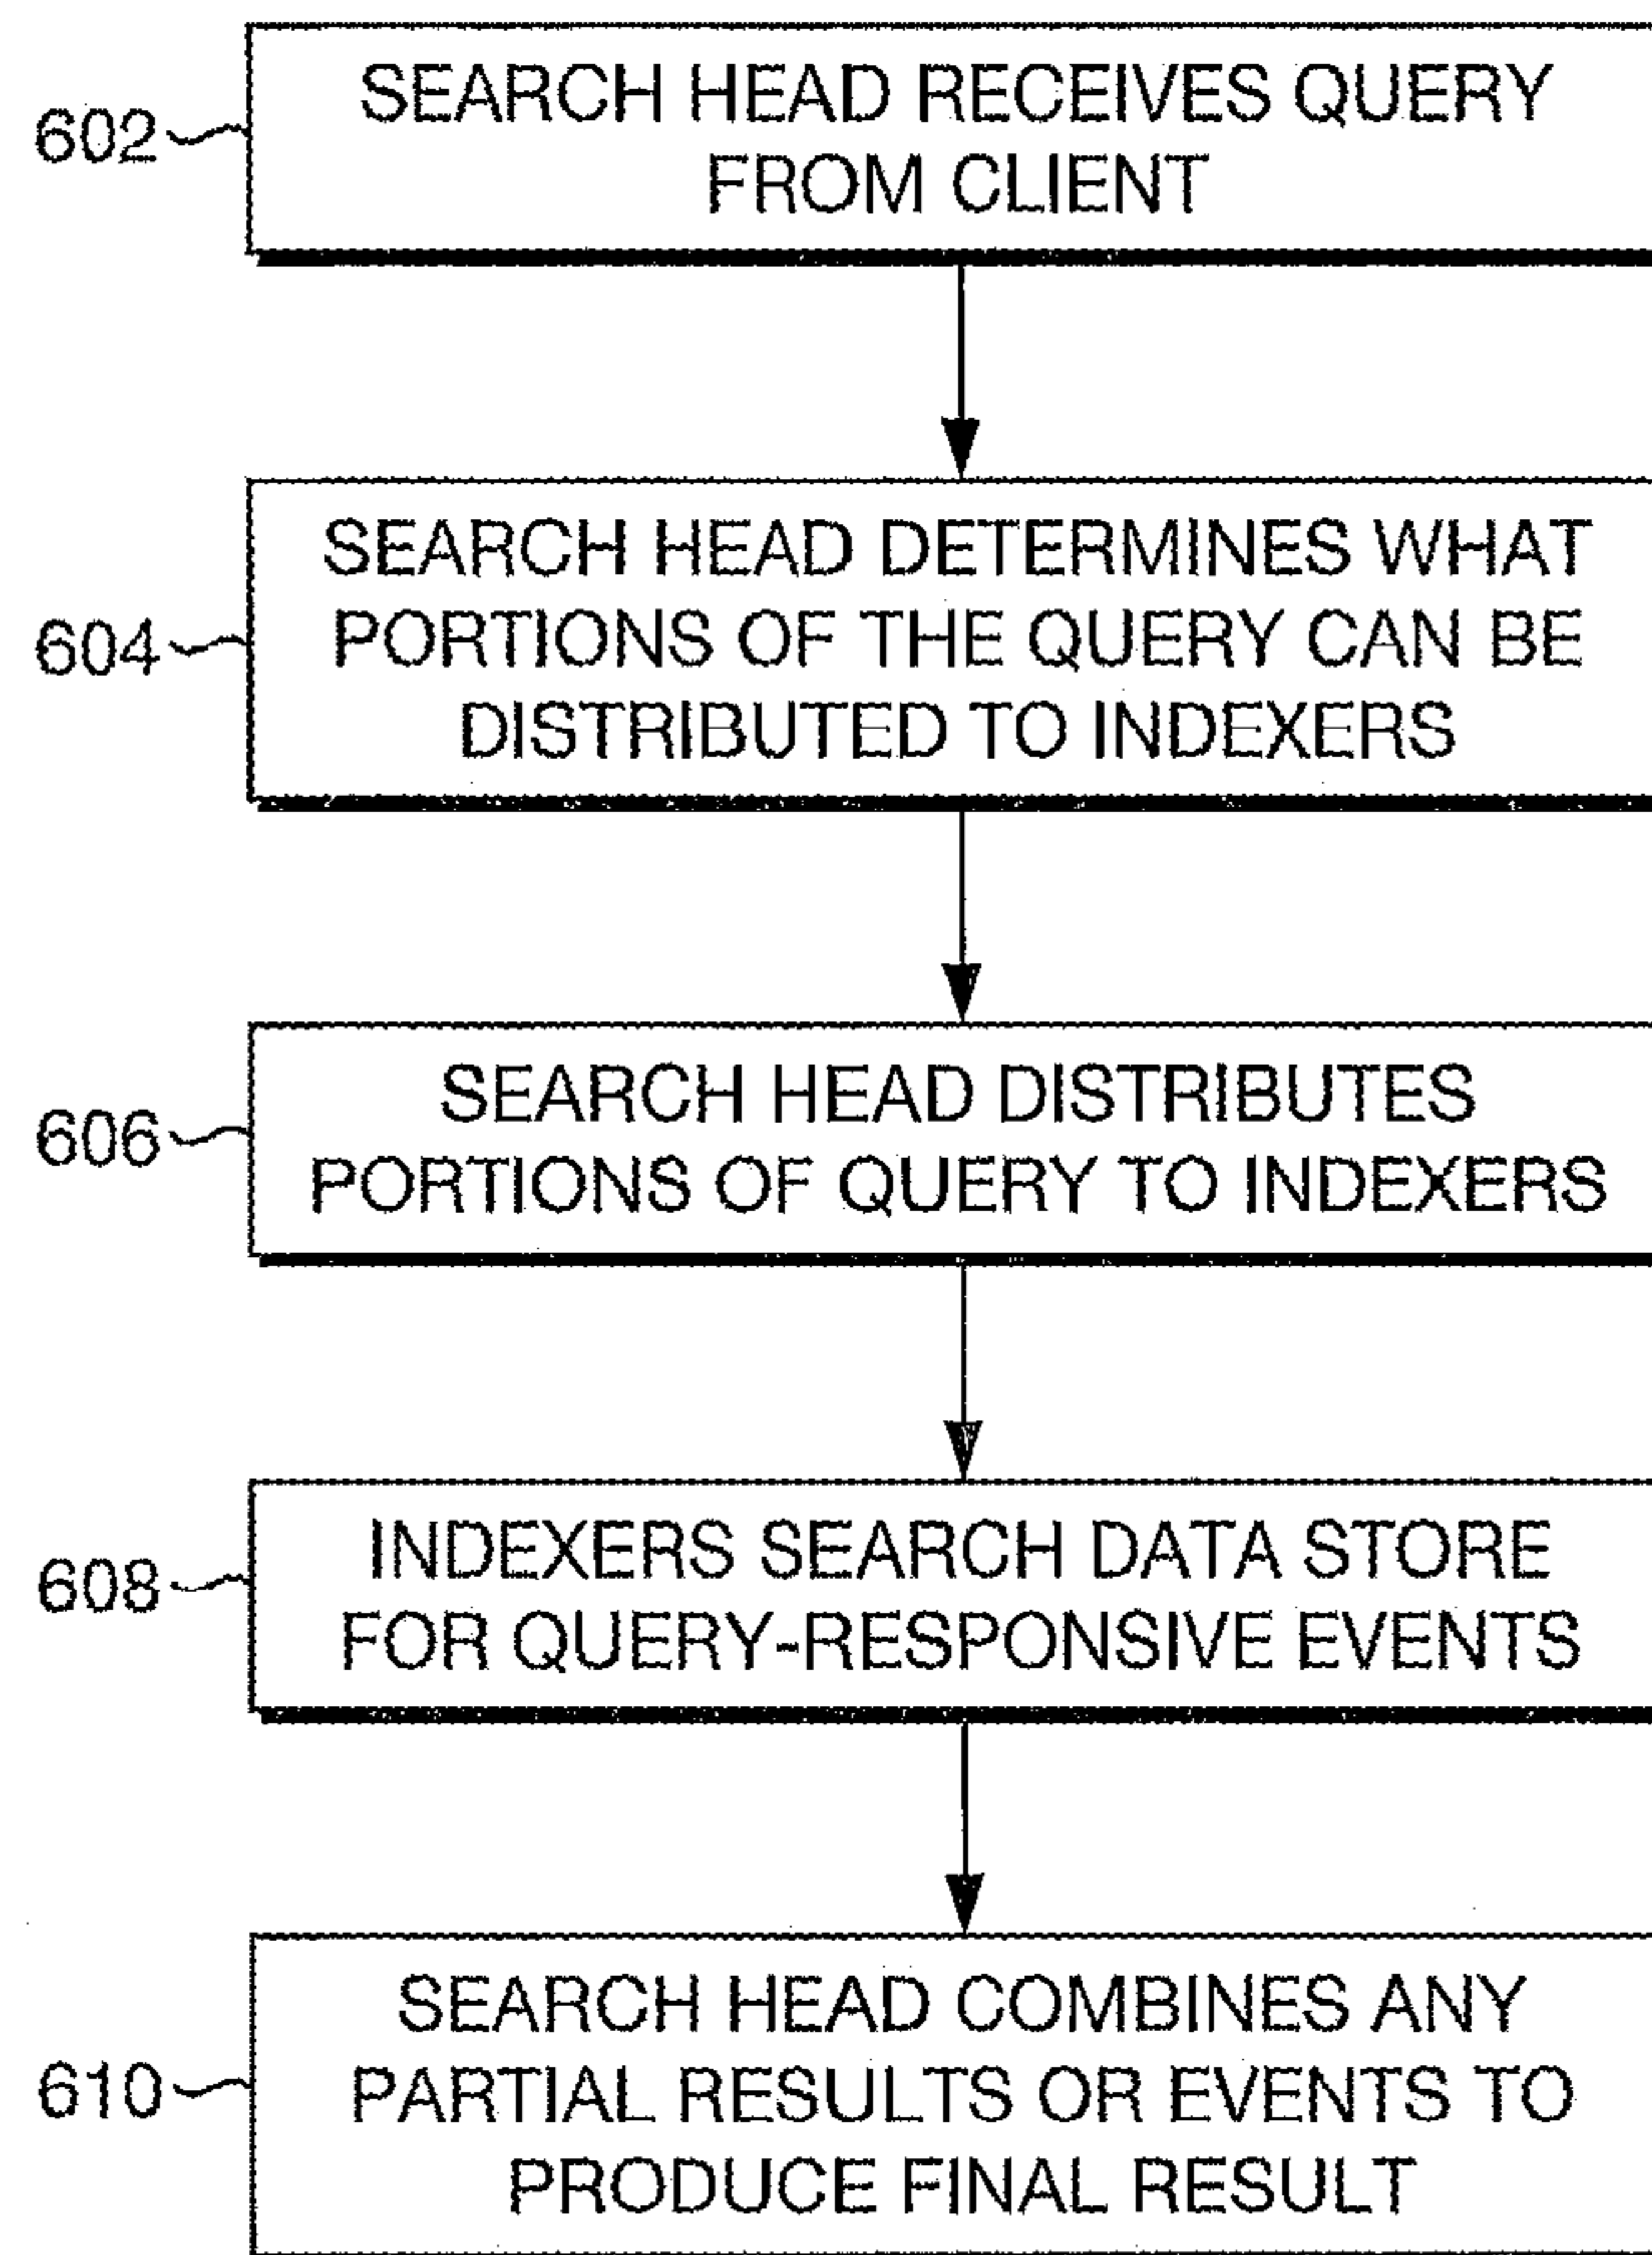 602
SEARCH HEAD RECEIVES QUERY
FROM CLIENT
604
SEARCH HEAD DETERMINES WHAT
PORTIONS OF THE QUERY CAN BE
DISTRIBUTED TO INDEXERS
606
SEARCH HEAD DISTRIBUTES
PORTIONS OF QUERY TO INDEXERS
608
INDEXERS SEARCH DATA STORE
FOR QUERY-RESPONSIVE EVENTS
610
SEARCH HEAD COMBINES ANY
PARTIAL RESULTS OR EVENTS TO
PRODUCE FINAL RESULT